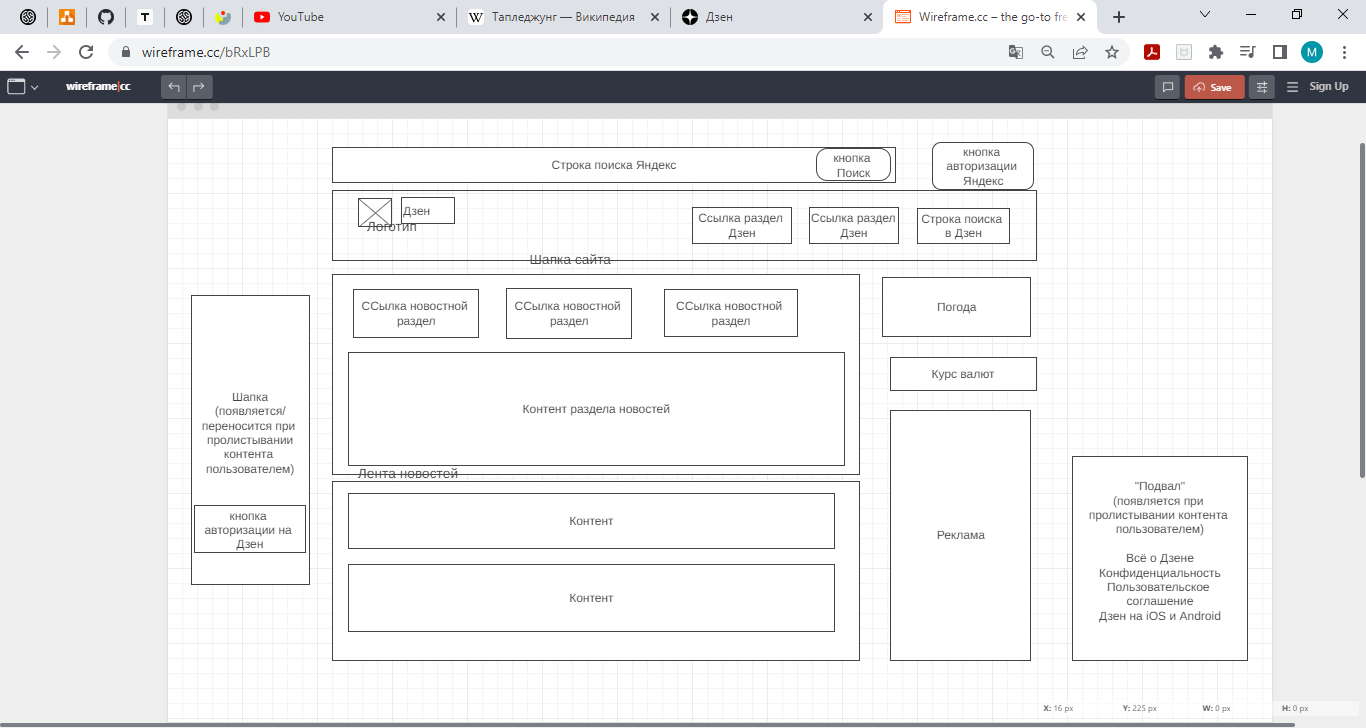 YouTube
Тапледжунг — Википедия
Дзен
Wireframe.cc – the go-to fre
wireframe.cc/bRxLPB
M
wireframe|cc
Save
Sign Up
Строка поиска Яндекс
кнопка
Поиск
кнопка
авторизации
Яндекс
Дзен
Логотип
Ссылка раздел
Дзен
Ссылка раздел
Дзен
Строка поиска
в Дзен
Шапка сайта
ССылка новостной
раздел
ССылка новостной
раздел
ССылка новостной
раздел
Погода
Курс валют
Контент раздела новостей
Шапка
(появляется/
переносится при
пролистывании
контента
пользователем)
кнопка
авторизации на
Дзен
Лента новостей
Контент
Контент
Реклама
"Подвал"
(появляется при
пролистывании контента
пользователем)
Всё о Дзене
Конфиденциальность
Пользовательское
соглашение
Дзен на iOS и Android
X: 16 px
Y: 225 px
W: 0 px
H: 0 px